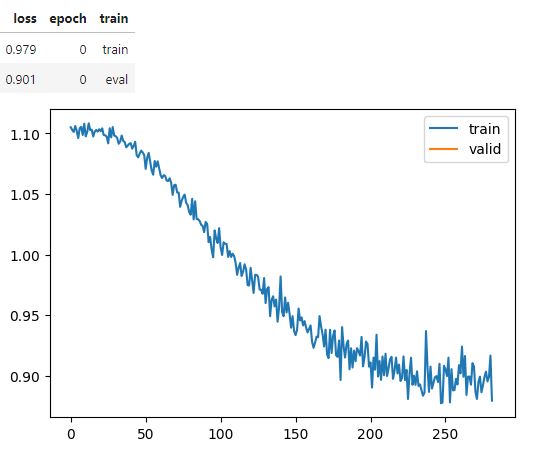 loss epoch train
0.979 0 train
0.901 0 eval
train
valid
1.10
1.05
1.00
0.95
0.90
0 50 100 150 200 250